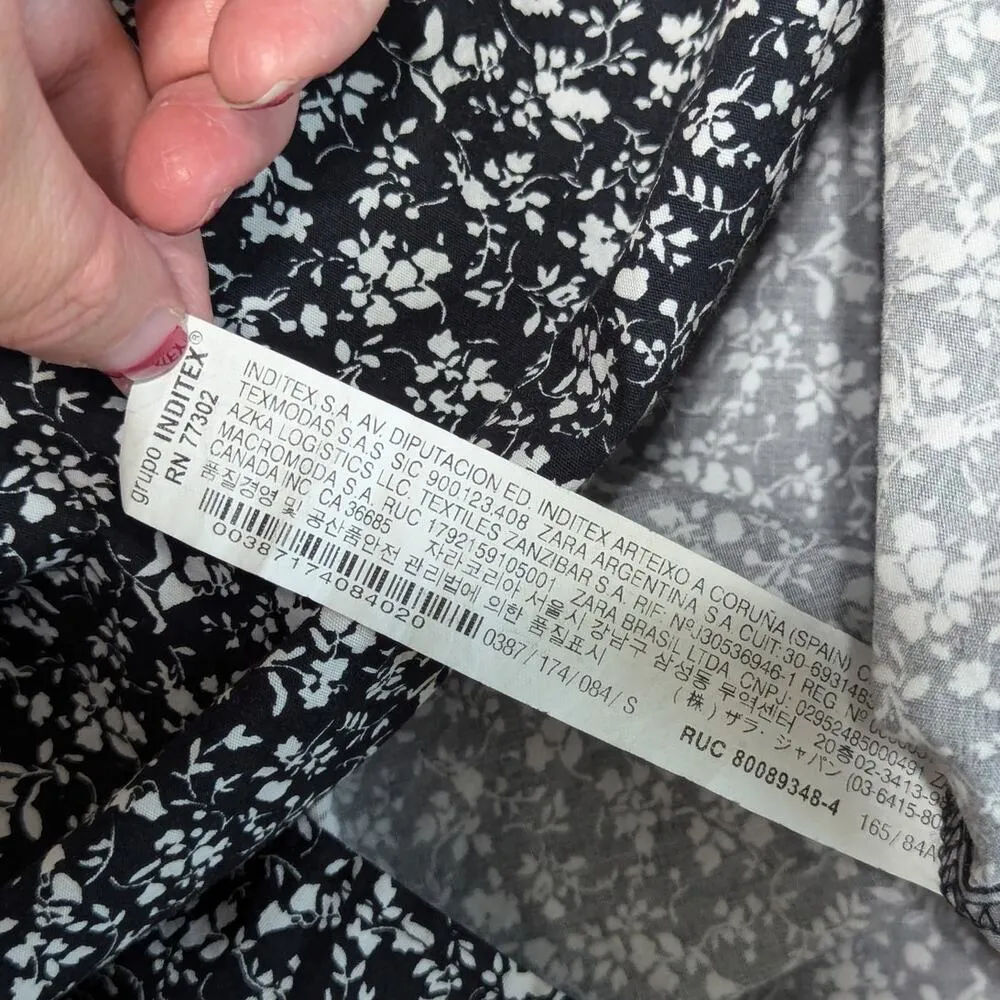 grupo INDITEX®
RN 77302
INDITEX S.A. AV. DIPUTACION ED. INDITEX ARTEIXO A CORUÑA (SPAIN)
TEXMODAS S.A.S. S/C 900.123.408 ZARA ARGENTINA S.A. CUIT:30-69314
AZKA LOGISTICS LLC. TEXTILES ZANZIBAR S.A. RIF. Nº J30536946-1 REG. Nº
MACROMODA S.A. RUC 1792159105001 ZARA BRASIL LTDA. CNPJ: 02952485000491
CANADA INC. CA 36685 자라코리아 서울시 강남구 삼성동 무역센터 20층 02-3413-98
품질경영 및 공산품안전 관리법에 의한 품질표시 (株) ザラ・ジャパン (03-6415-80
00387174084020 0387/174/084/S RUC 80089348-4 165/84A